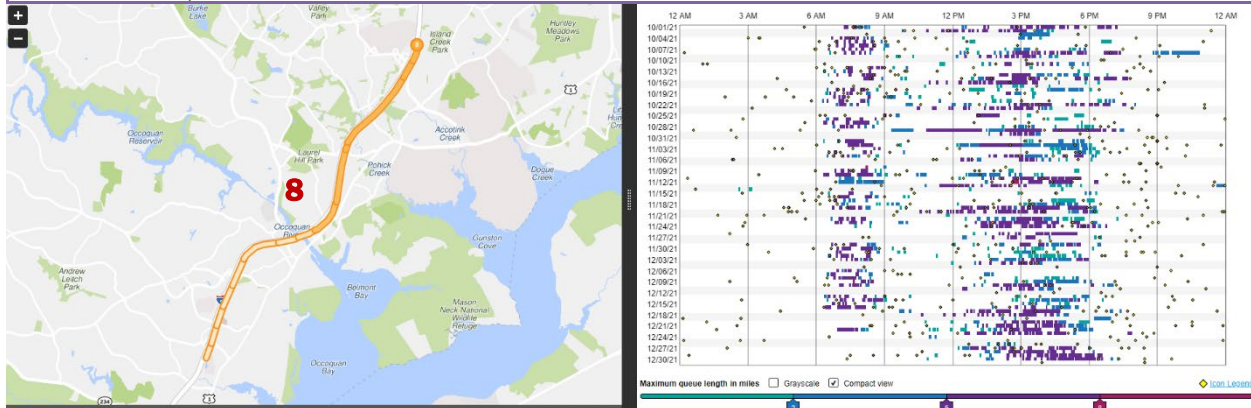 +
−
Burke Lake
Valley Park
Island Creek Park
Huntley Meadows Park
1
Occoquan Reservoir
Laurel Hill Park
Pohick Creek
Accotink Creek
Dogue Creek
8
Occoquan River
Gunston Cove
Andrew Leitch Park
Belmont Bay
Mason Neck National Wildlife Refuge
Occoquan Bay
234
1
12 AM 3 AM 6 AM 9 AM 12 PM 3 PM 6 PM 9 PM 12 AM
10/01/21
10/04/21
10/07/21
10/10/21
10/13/21
10/16/21
10/19/21
10/22/21
10/25/21
10/28/21
10/31/21
11/03/21
11/06/21
11/09/21
11/12/21
11/15/21
11/18/21
11/21/21
11/24/21
11/27/21
11/30/21
12/03/21
12/06/21
12/09/21
12/12/21
12/15/21
12/18/21
12/21/21
12/24/21
12/27/21
12/30/21
Maximum queue length in miles Grayscale Compact view Icon Legend